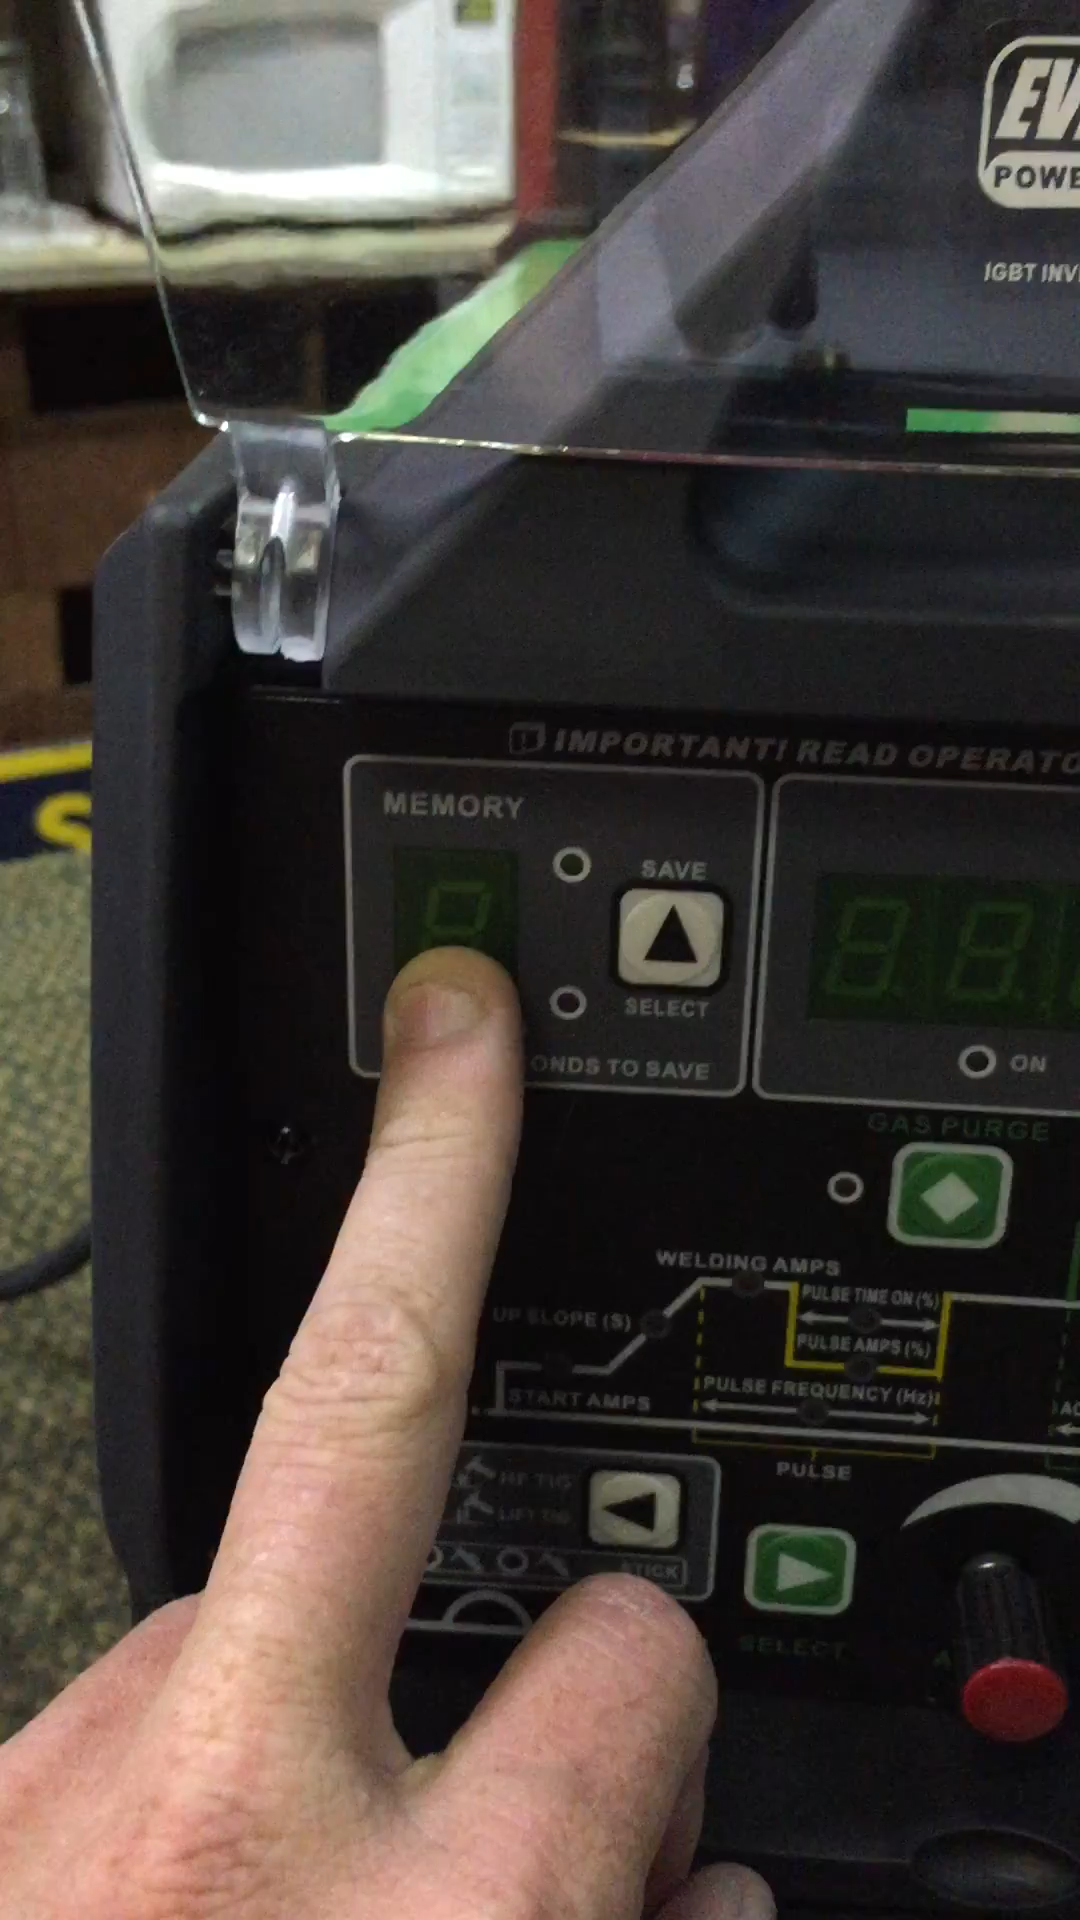 EV
POWE
IGBT INV
IMPORTANT! READ OPERATO
MEMORY
SAVE
SELECT
ONDS TO SAVE
ON
GAS PURGE
WELDING AMPS
PULSE TIME ON (%)
UP SLOPE (S)
PULSE AMPS (%)
PULSE FREQUENCY (Hz)
START AMPS
AC
PULSE
HF TIG
LIFT TIG
STICK
SELECT
A
S